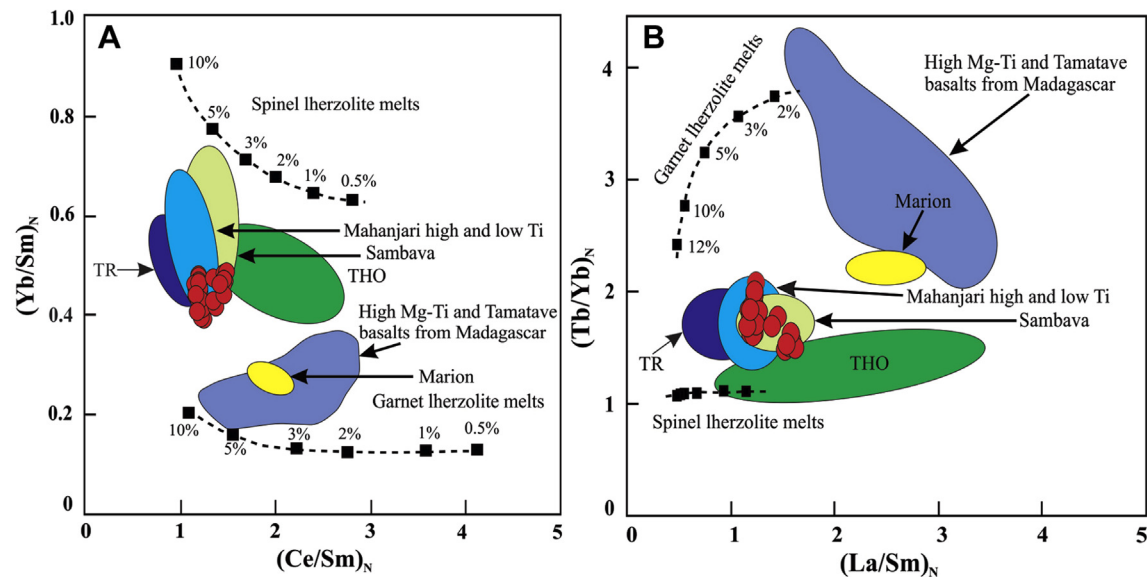 A
1.0
0.8
0.6
0.4
0.2
0
(Yb/Sm)N
10%
5%
3%
2%
1%
0.5%
Spinel lherzolite melts
Mahanjari high and low Ti
Sambava
TR
THO
High Mg-Ti and Tamatave
basalts from Madagascar
Marion
Garnet lherzolite melts
10%
5%
3%
2%
1%
0.5%
0
1
2
3
4
5
(Ce/Sm)N
B
4
3
2
1
0
(Tb/Yb)N
Garnet lherzolite melts
2%
3%
5%
10%
12%
High Mg-Ti and Tamatave
basalts from Madagascar
Marion
Mahanjari high and low Ti
Sambava
TR
THO
Spinel lherzolite melts
0
1
2
3
4
5
(La/Sm)N